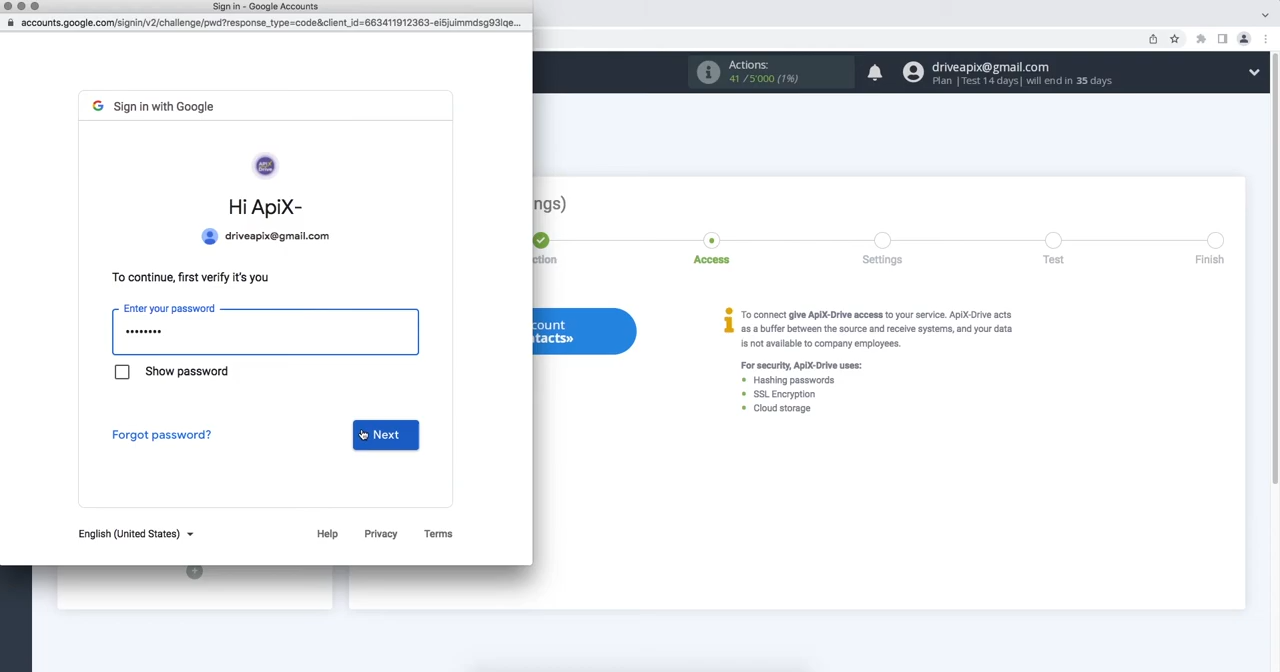 Sign in - Google Accounts
accounts.google.com/signin/v2/challenge/pwd?response_type=code&client_id=663411912363-ei5juimmdsg93lqe...
Sign in with Google
Hi ApiX-
driveapix@gmail.com
To continue, first verify it's you
Enter your password
••••••••
Show password
Forgot password?
Next
English (United States)
Help
Privacy
Terms
Actions:
41 / 5'000 (1%)
driveapix@gmail.com
Plan |Test 14 days| will end in 35 days
ngs)
ction
Access
Settings
Test
Finish
count
tacts»
To connect give ApiX-Drive access to your service. ApiX-Drive acts
as a buffer between the source and receive systems, and your data
is not available to company employees.
For security, ApiX-Drive uses:
Hashing passwords
SSL Encryption
Cloud storage